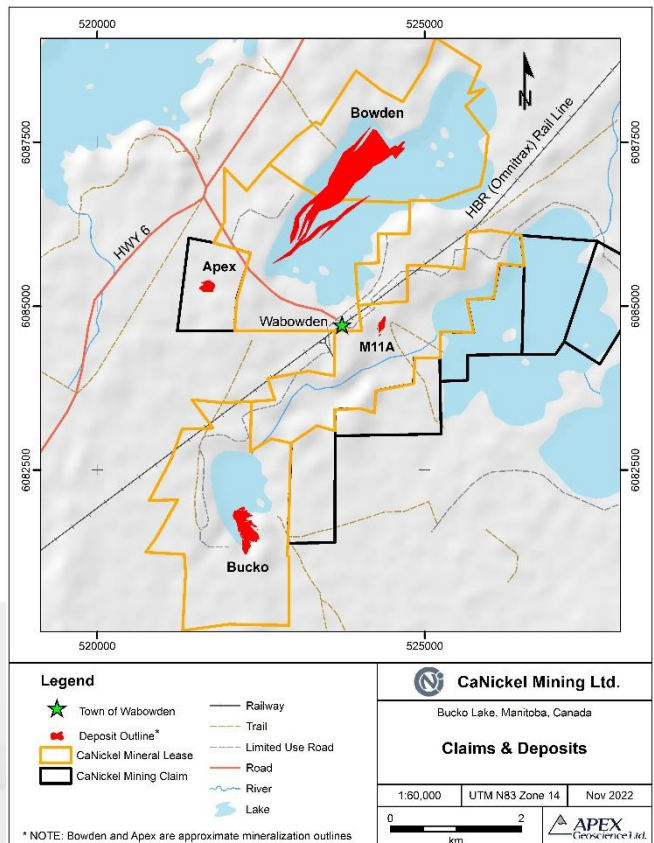 520000
525000
Bowden
N
6087500
6087500
HBR (Omnitrax) Rail Line
HWY 6
Apex
6085000
6085000
Wabowden
M11A
6082500
6082500
Bucko
520000
525000
Legend
Town of Wabowden
Deposit Outline*
CaNickel Mineral Lease
CaNickel Mining Claim
Railway
Trail
Limited Use Road
Road
River
Lake
* NOTE: Bowden and Apex are approximate mineralization outlines
CaNickel Mining Ltd.
Bucko Lake, Manitoba, Canada
Claims & Deposits
1:60,000
UTM N83 Zone 14
Nov 2022
0 2
km
APEX
Geoscience Ltd.